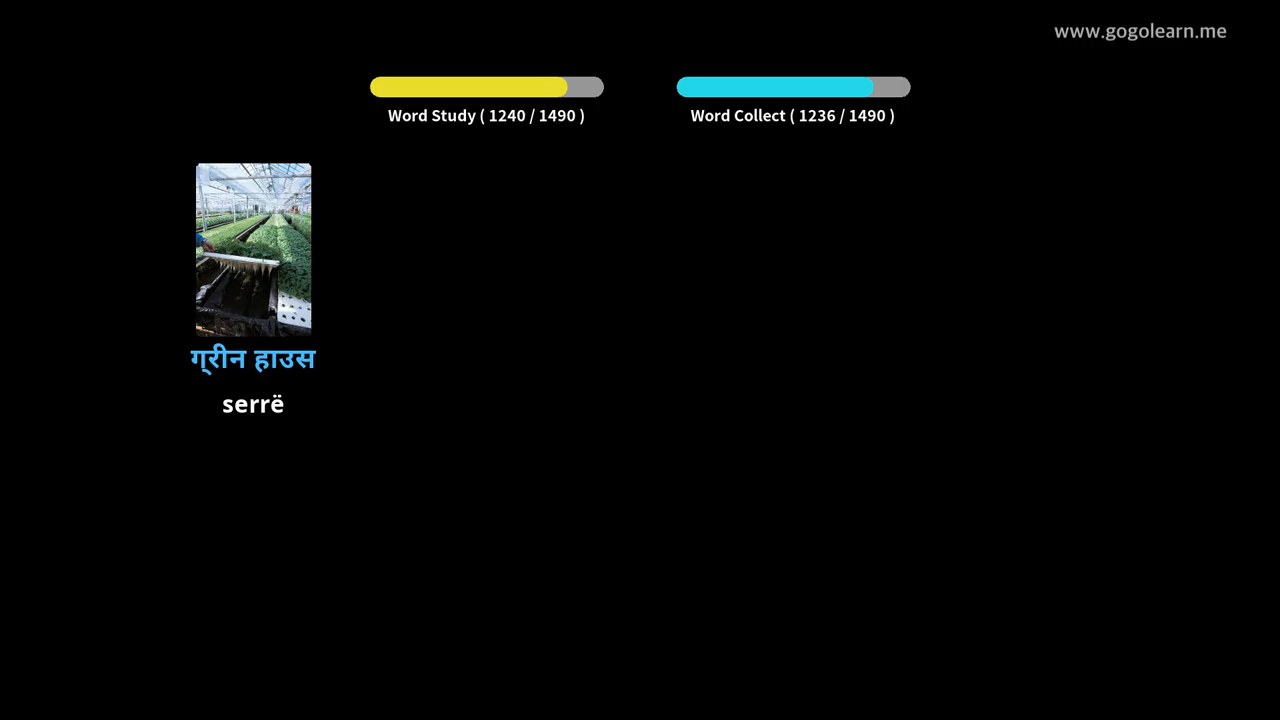 www.gogolearn.me
Word Study ( 1240 / 1490 )
Word Collect ( 1236 / 1490 )
ग्रीन हाउस
serrë